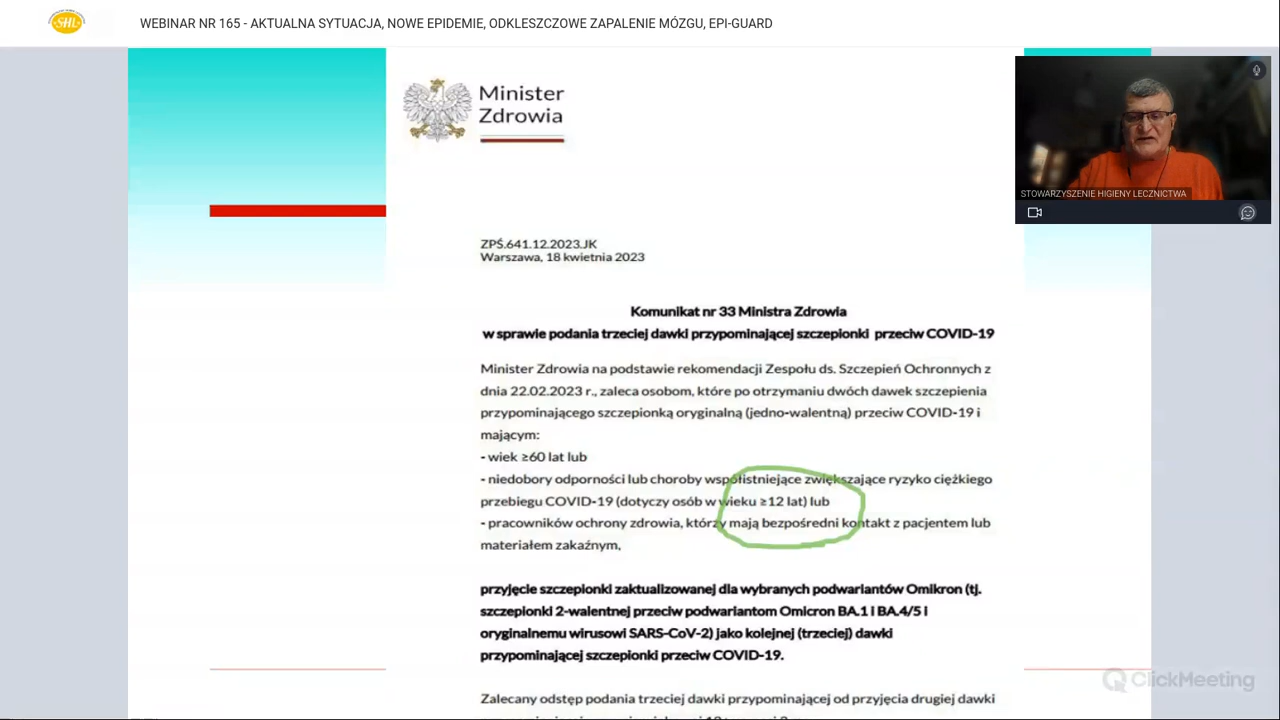 SHL
WEBINAR NR 165 - AKTUALNA SYTUACJA, NOWE EPIDEMIE, ODKLESZCZOWE ZAPALENIE MÓZGU, EPI-GUARD
Minister
Zdrowia
STOWARZYSZENIE HIGIENY LECZNICTWA
ZPŚ.641.12.2023.JK
Warszawa, 18 kwietnia 2023
Komunikat nr 33 Ministra Zdrowia
w sprawie podania trzeciej dawki przypominającej szczepionki przeciw COVID-19
Minister Zdrowia na podstawie rekomendacji Zespołu ds. Szczepień Ochronnych z
dnia 22.02.2023 r., zaleca osobom, które po otrzymaniu dwóch dawek szczepienia
przypominającego szczepionką oryginalną (jedno-walentną) przeciw COVID-19 i
mającym:
- wiek ≥60 lat lub
- niedobory odporności lub choroby współistniejące zwiększające ryzyko ciężkiego
przebiegu COVID-19 (dotyczy osób w wieku ≥12 lat) lub
- pracowników ochrony zdrowia, którzy mają bezpośredni kontakt z pacjentem lub
materiałem zakaźnym,
przyjęcie szczepionki zaktualizowanej dla wybranych podwariantów Omikron (tj.
szczepionki 2-walentnej przeciw podwariantom Omicron BA.1 i BA.4/5 i
oryginalnemu wirusowi SARS-CoV-2) jako kolejnej (trzeciej) dawki
przypominającej szczepionki przeciw COVID-19.
Zalecany odstęp podania trzeciej dawki przypominającej od przyjęcia drugiej dawki
ClickMeeting